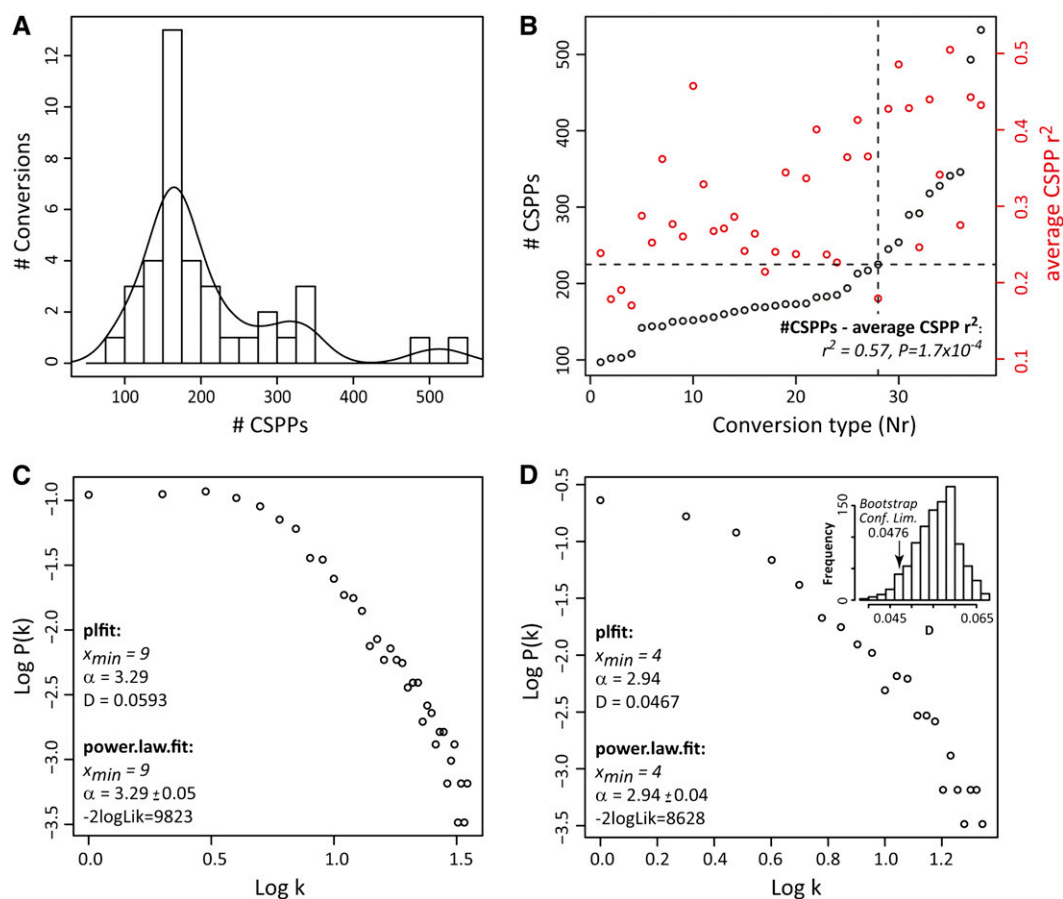 A
# Conversions
0
2
4
6
8
10
12
100
200
300
400
500
# CSPPs
B
# CSPPs
100
200
300
400
500
average CSPP r²
0.1
0.2
0.3
0.4
0.5
#CSPPs - average CSPP r²:
r² = 0.57, P=1.7x10⁻⁴
0
10
20
30
Conversion type (Nr)
C
Log P(k)
-1.0
-1.5
-2.0
-2.5
-3.0
-3.5
plfit:
xmin = 9
α = 3.29
D = 0.0593
power.law.fit:
xmin = 9
α = 3.29 ±0.05
-2logLik=9823
0.0
0.5
1.0
1.5
Log k
D
Log P(k)
-0.5
-1.0
-1.5
-2.0
-2.5
-3.0
-3.5
Bootstrap
Conf. Lim.
0.0476
Frequency
0
150
0.045
0.065
D
plfit:
xmin = 4
α = 2.94
D = 0.0467
power.law.fit:
xmin = 4
α = 2.94 ±0.04
-2logLik=8628
0.0
0.2
0.4
0.6
0.8
1.0
1.2
Log k